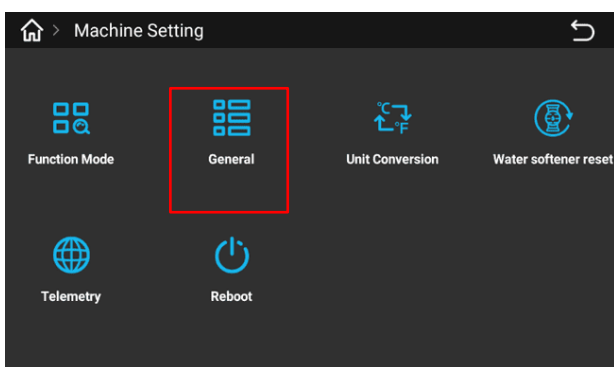 > Machine Setting
Function Mode
General
°C
°F
Unit Conversion
Water softener reset
Telemetry
Reboot